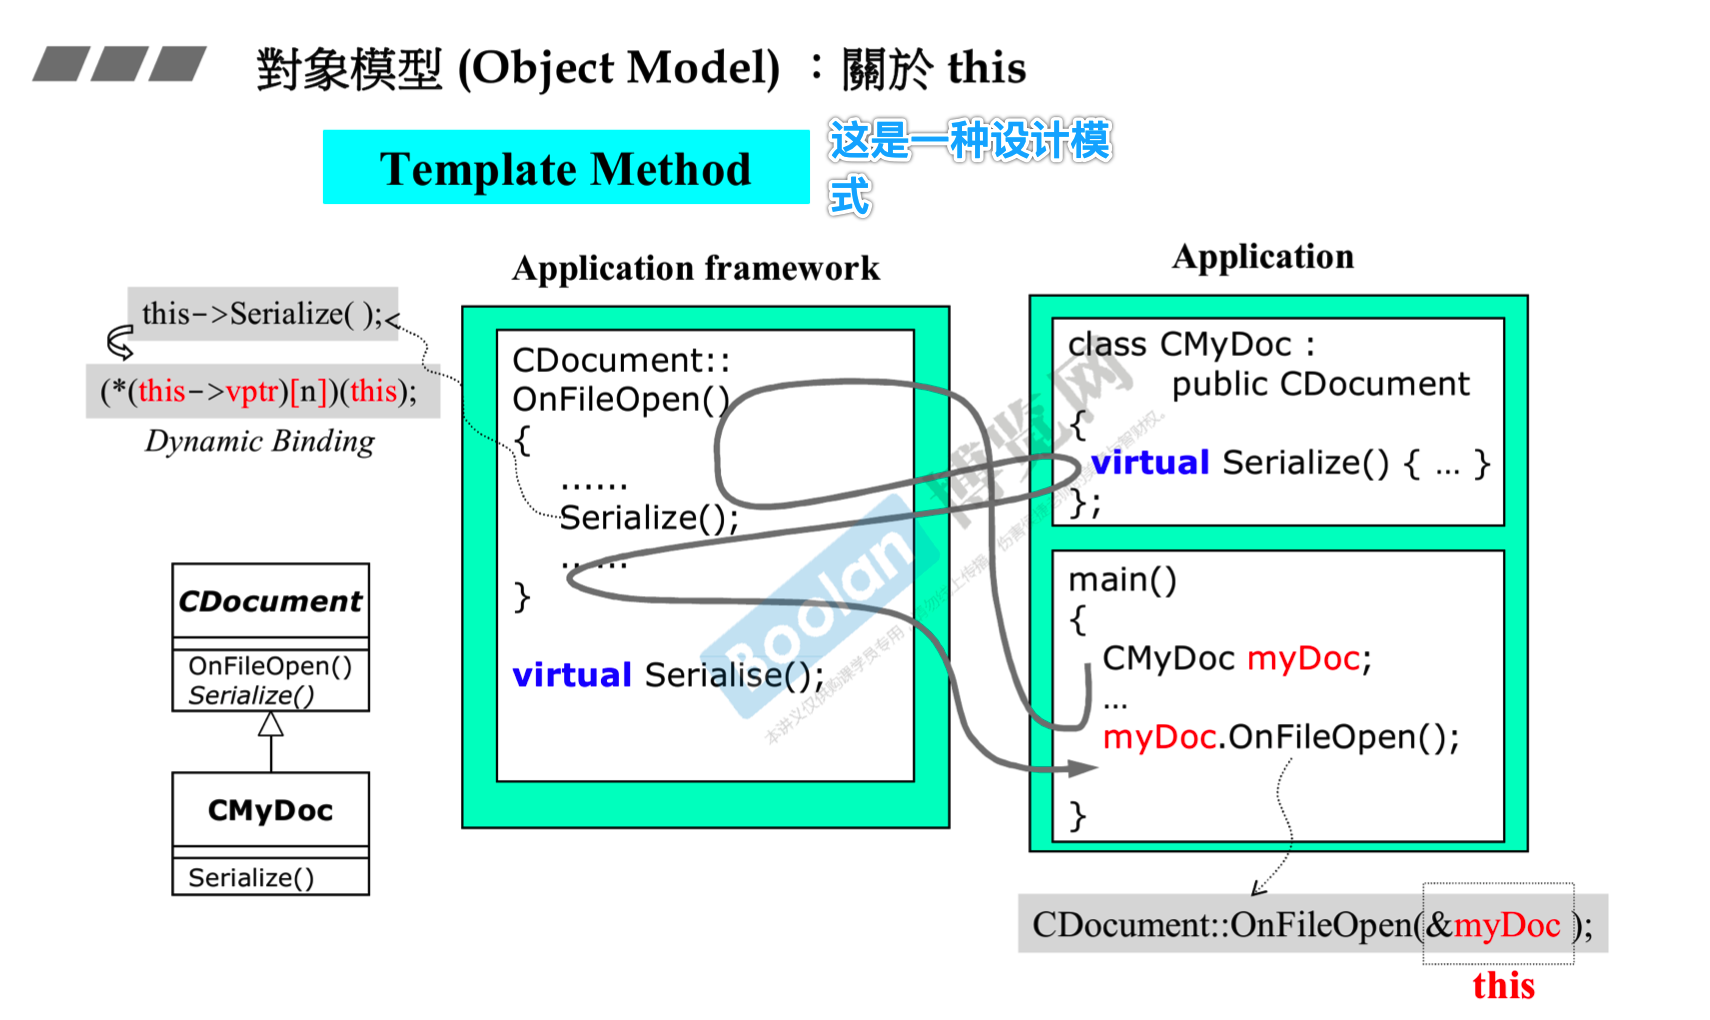 對象模型 (Object Model) ：關於 this
Template Method
这是一种设计模
式
Application framework
Application
this->Serialize( );
(*(this->vptr)[n])(this);
Dynamic Binding
CDocument::
OnFileOpen()
{
......
Serialize();
......
}
virtual Serialise();
class CMyDoc :
public CDocument
{
virtual Serialize() { ... }
};
main()
{
CMyDoc myDoc;
...
myDoc.OnFileOpen();
}
CDocument
OnFileOpen()
Serialize()
CMyDoc
Serialize()
CDocument::OnFileOpen(&myDoc );
this
Boolan
博览网